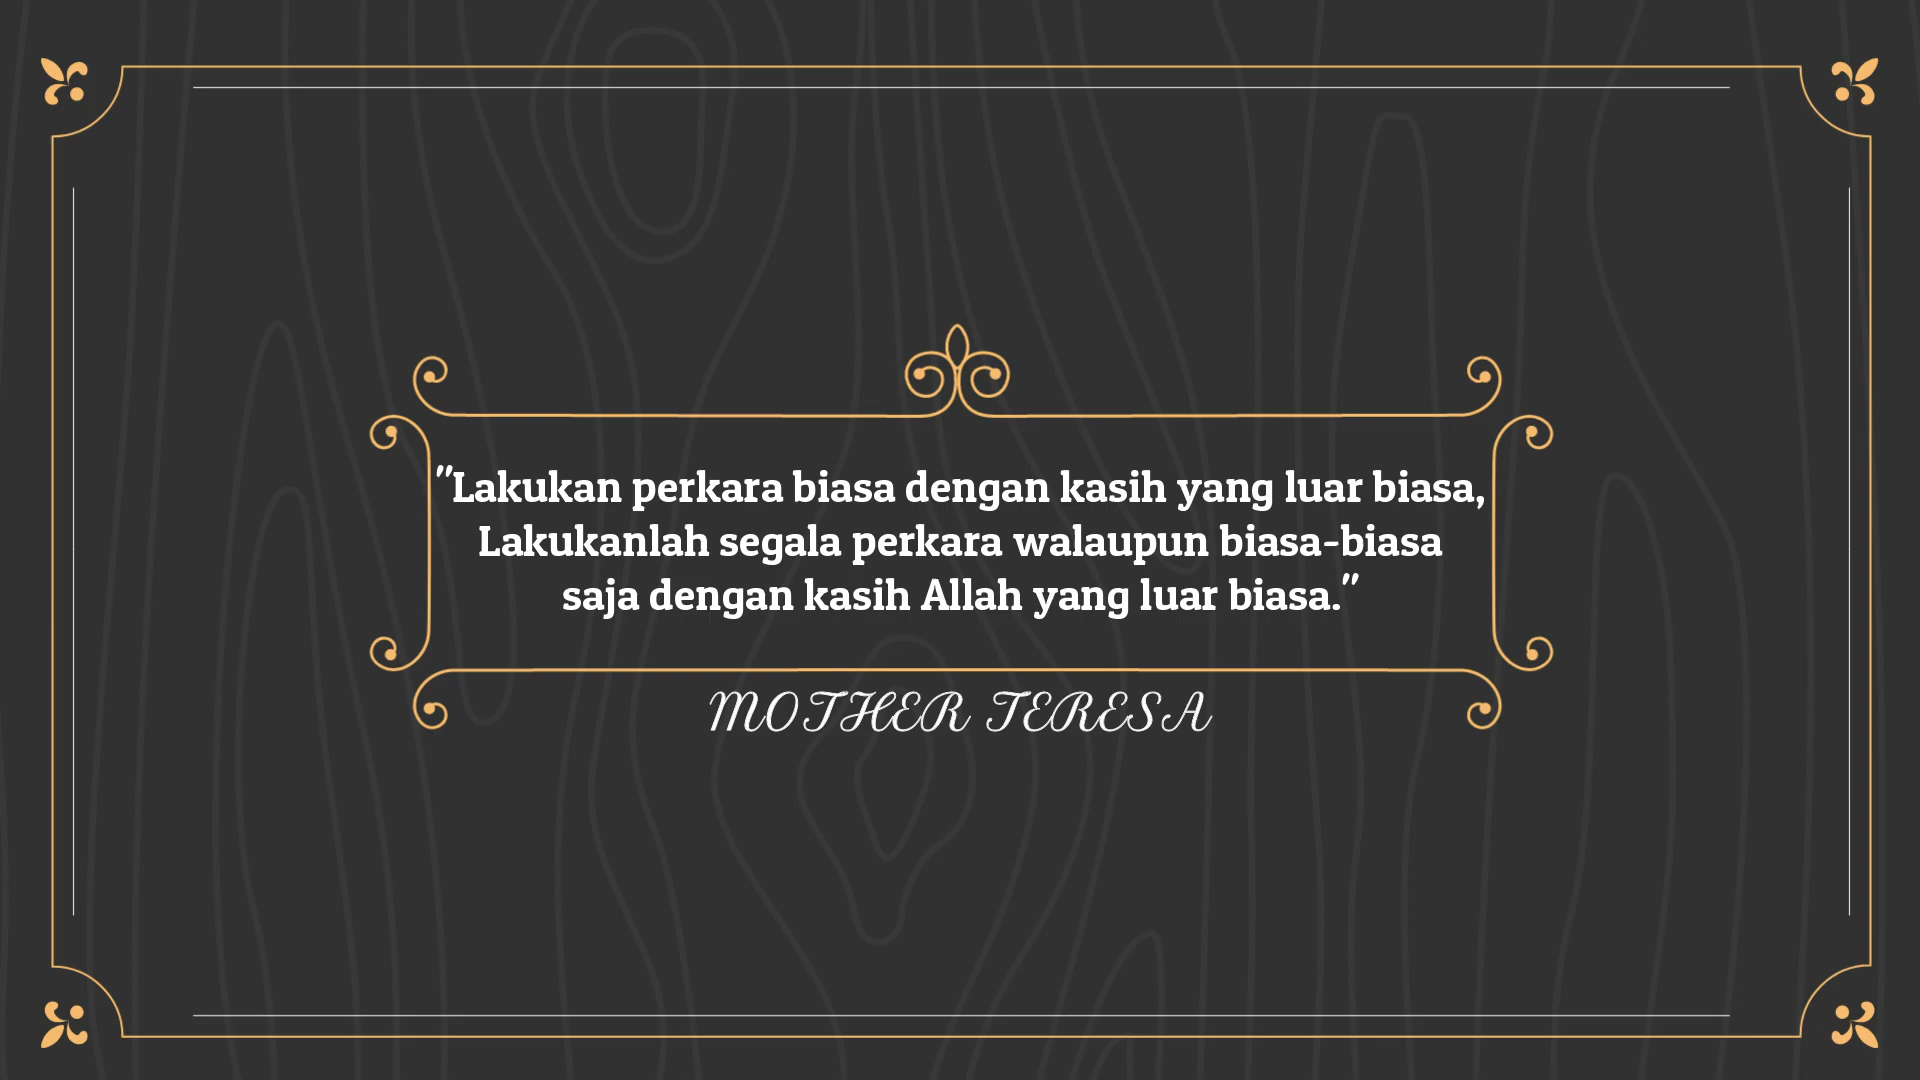 "Lakukan perkara biasa dengan kasih yang luar biasa,
Lakukanlah segala perkara walaupun biasa-biasa
saja dengan kasih Allah yang luar biasa."
MOTHER TERESA